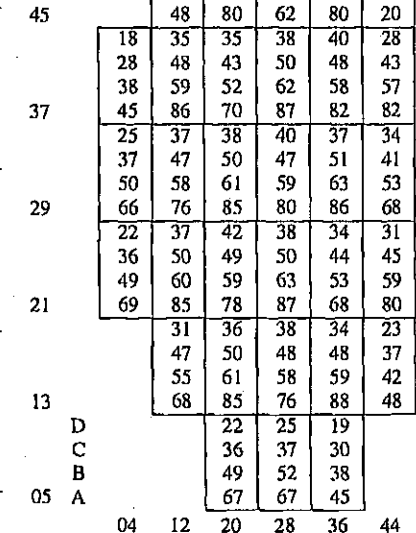 45 48 80 62 80 20
18 35 35 38 40 28
28 48 43 50 48 43
38 59 52 62 58 57
37 45 86 70 87 82 82
25 37 38 40 37 34
37 47 50 47 51 41
50 58 61 59 63 53
29 66 76 85 80 86 68
22 37 42 38 34 31
36 50 49 50 44 45
49 60 59 63 53 59
21 69 85 78 87 68 80
31 36 38 34 23
47 50 48 48 37
55 61 58 59 42
13 68 85 76 88 48
D 22 25 19
C 36 37 30
B 49 52 38
05 A 67 67 45
04 12 20 28 36 44